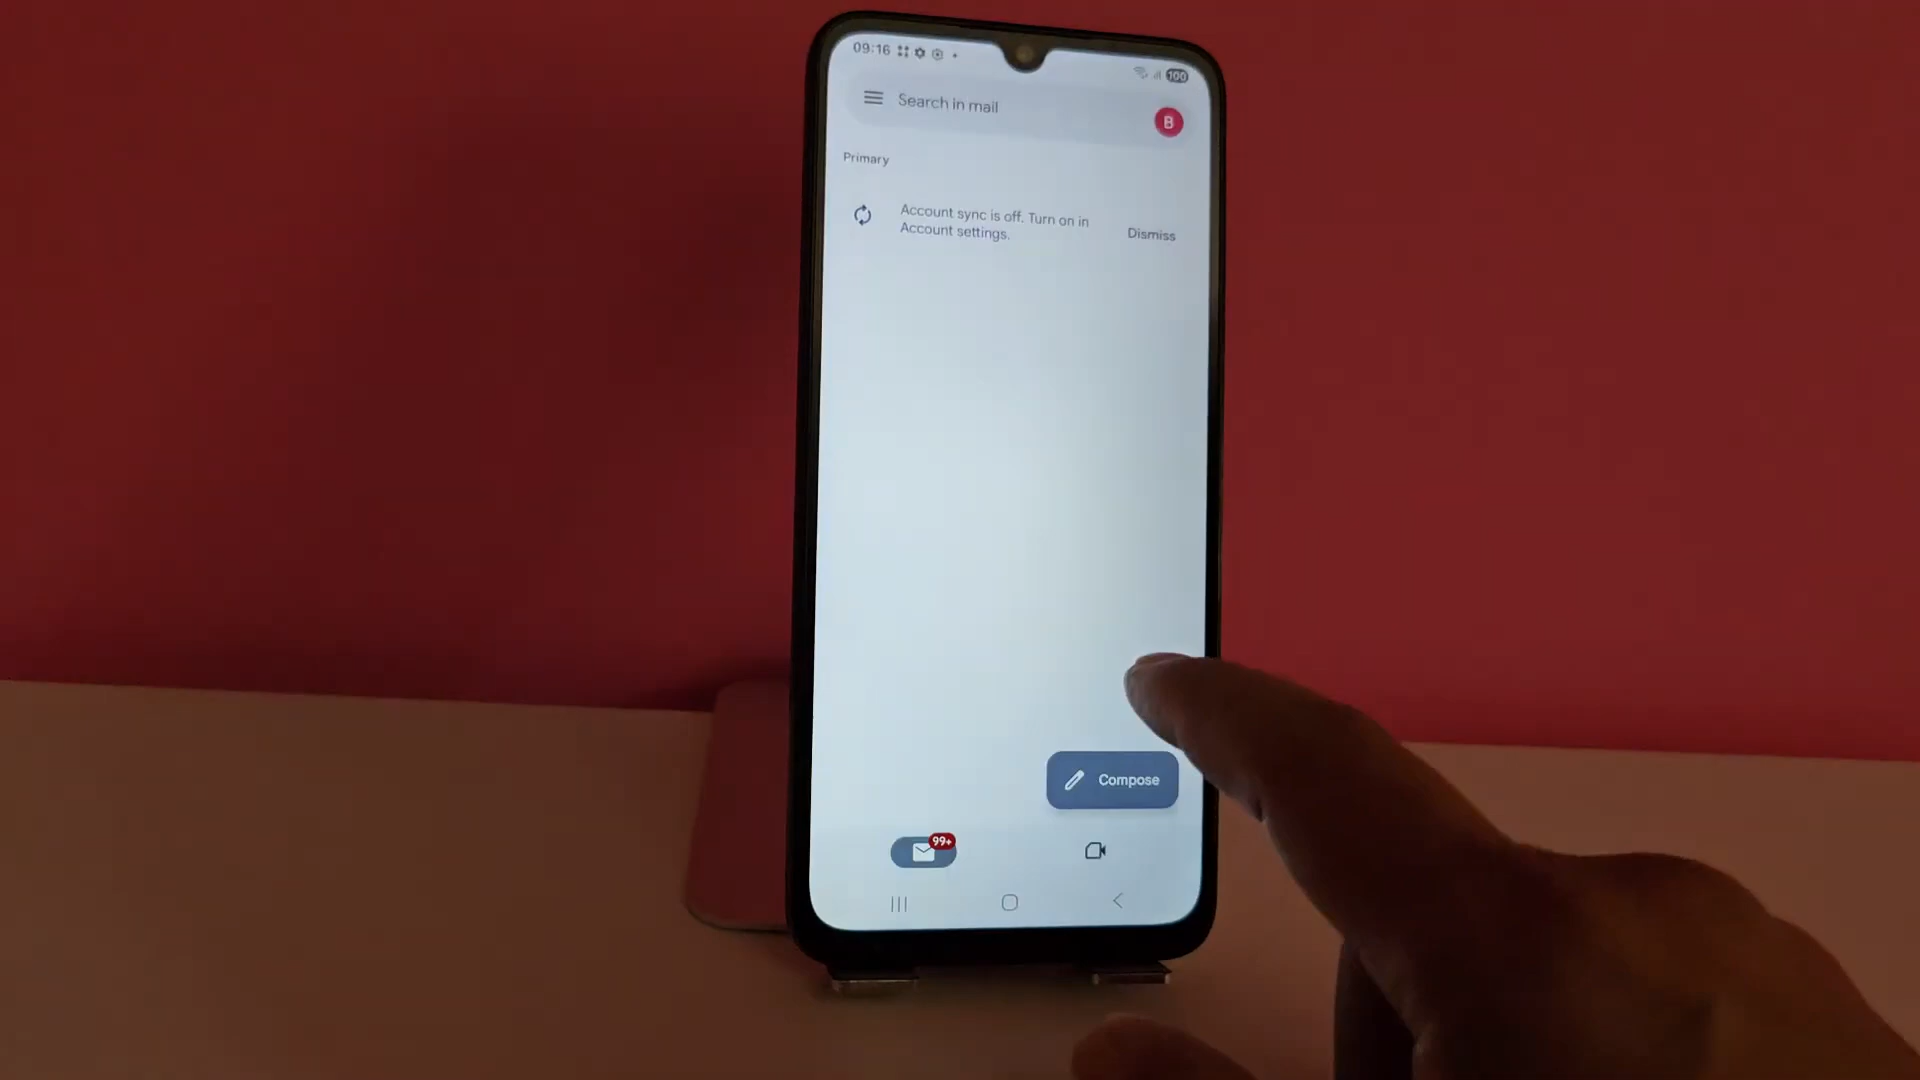 09:16
100
Search in mail
B
Primary
Account sync is off. Turn on in
Account settings.
Dismiss
Compose
99+